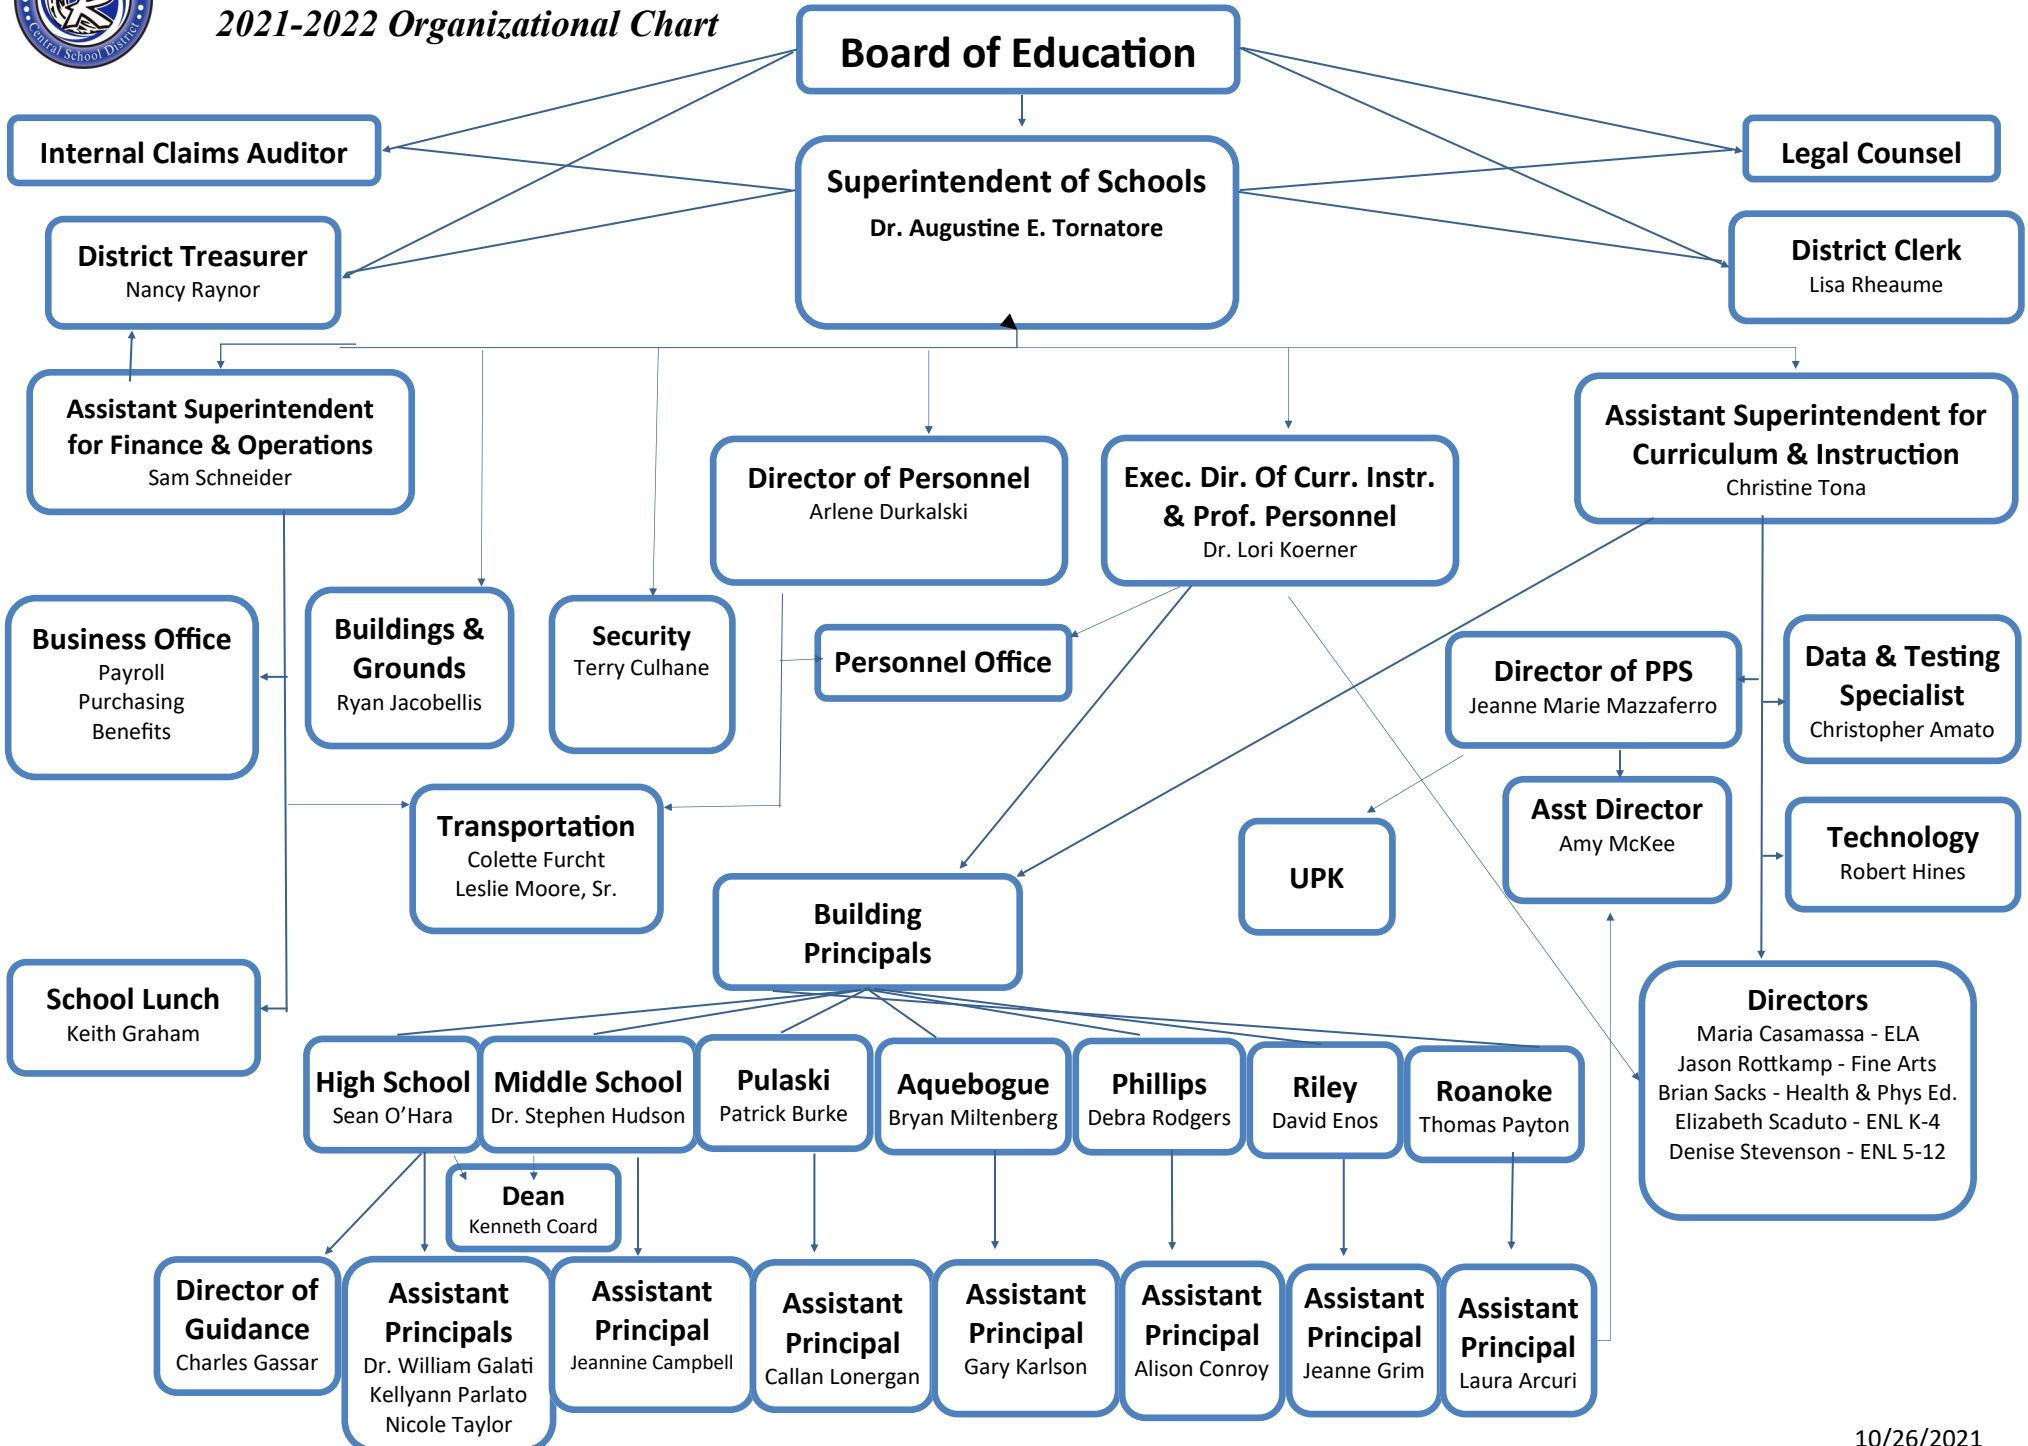 2021-2022 Organizational Chart
Central School District
Board of Education
Internal Claims Auditor
Superintendent of Schools
Dr. Augustine E. Tornatore
Legal Counsel
District Treasurer
Nancy Raynor
District Clerk
Lisa Rheaume
Assistant Superintendent
for Finance & Operations
Sam Schneider
Director of Personnel
Arlene Durkalski
Exec. Dir. Of Curr. Instr.
& Prof. Personnel
Dr. Lori Koerner
Assistant Superintendent for
Curriculum & Instruction
Christine Tona
Business Office
Payroll
Purchasing
Benefits
Buildings &
Grounds
Ryan Jacobellis
Security
Terry Culhane
Personnel Office
Director of PPS
Jeanne Marie Mazzaferro
Data & Testing
Specialist
Christopher Amato
Transportation
Colette Furcht
Leslie Moore, Sr.
Asst Director
Amy McKee
Technology
Robert Hines
UPK
Building
Principals
School Lunch
Keith Graham
Directors
Maria Casamassa - ELA
Jason Rottkamp - Fine Arts
Brian Sacks - Health & Phys Ed.
Elizabeth Scaduto - ENL K-4
Denise Stevenson - ENL 5-12
High School
Sean O'Hara
Middle School
Dr. Stephen Hudson
Pulaski
Patrick Burke
Aquebogue
Bryan Miltenberg
Phillips
Debra Rodgers
Riley
David Enos
Roanoke
Thomas Payton
Dean
Kenneth Coard
Director of
Guidance
Charles Gassar
Assistant
Principals
Dr. William Galati
Kellyann Parlato
Nicole Taylor
Assistant
Principal
Jeannine Campbell
Assistant
Principal
Callan Lonergan
Assistant
Principal
Gary Karlson
Assistant
Principal
Alison Conroy
Assistant
Principal
Jeanne Grim
Assistant
Principal
Laura Arcuri
10/26/2021